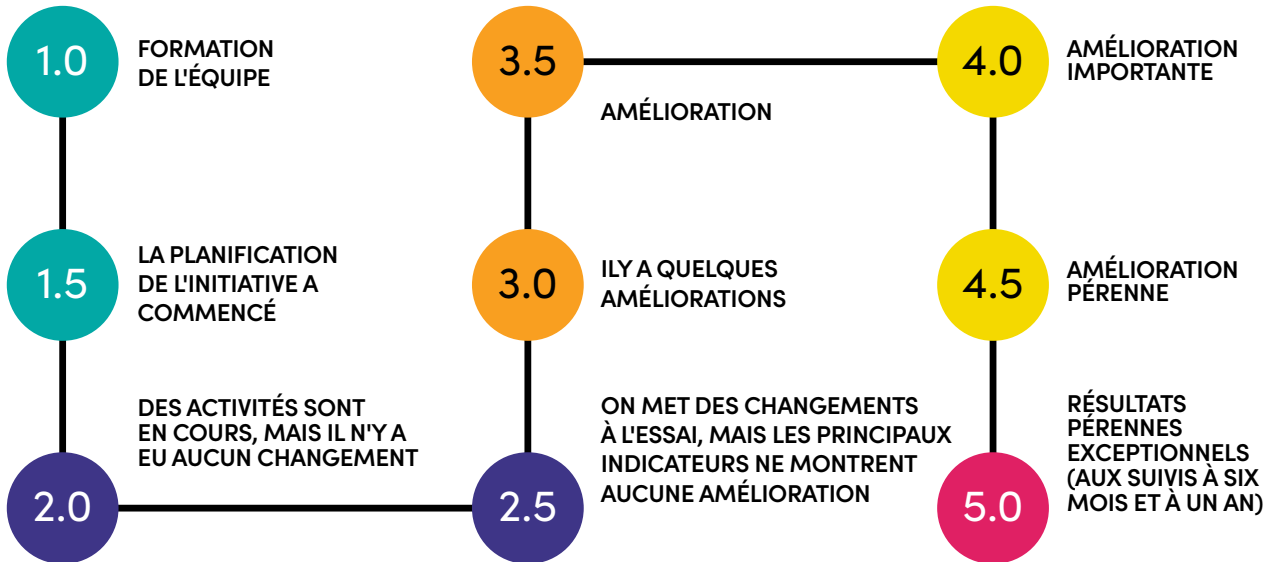 1.0
FORMATION
DE L'ÉQUIPE
1.5
LA PLANIFICATION
DE L'INITIATIVE A
COMMENCÉ
2.0
DES ACTIVITÉS SONT
EN COURS, MAIS IL N'Y A
EU AUCUN CHANGEMENT
2.5
ON MET DES CHANGEMENTS
À L'ESSAI, MAIS LES PRINCIPAUX
INDICATEURS NE MONTRENT
AUCUNE AMÉLIORATION
3.0
ILY A QUELQUES
AMÉLIORATIONS
3.5
AMÉLIORATION
4.0
AMÉLIORATION
IMPORTANTE
4.5
AMÉLIORATION
PÉRENNE
5.0
RÉSULTATS
PÉRENNES
EXCEPTIONNELS
(AUX SUIVIS À SIX
MOIS ET À UN AN)